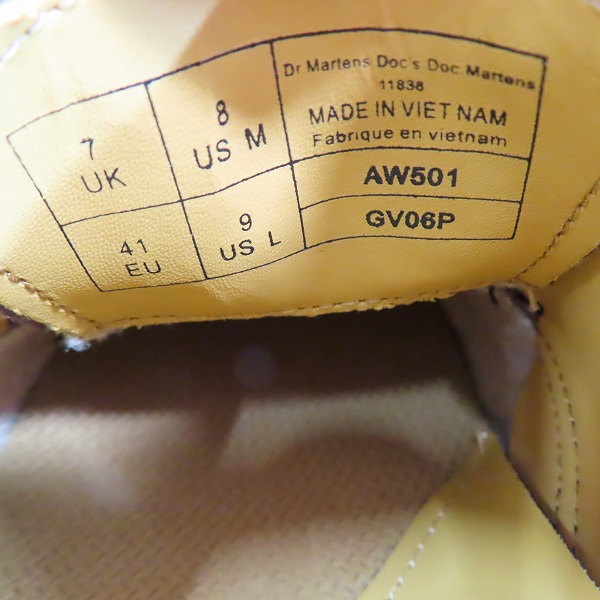 7
UK
8
US M
41
EU
9
US L
Dr Martens Doc's Doc Martens
11838
MADE IN VIET NAM
Fabrique en vietnam
AW501
GV06P